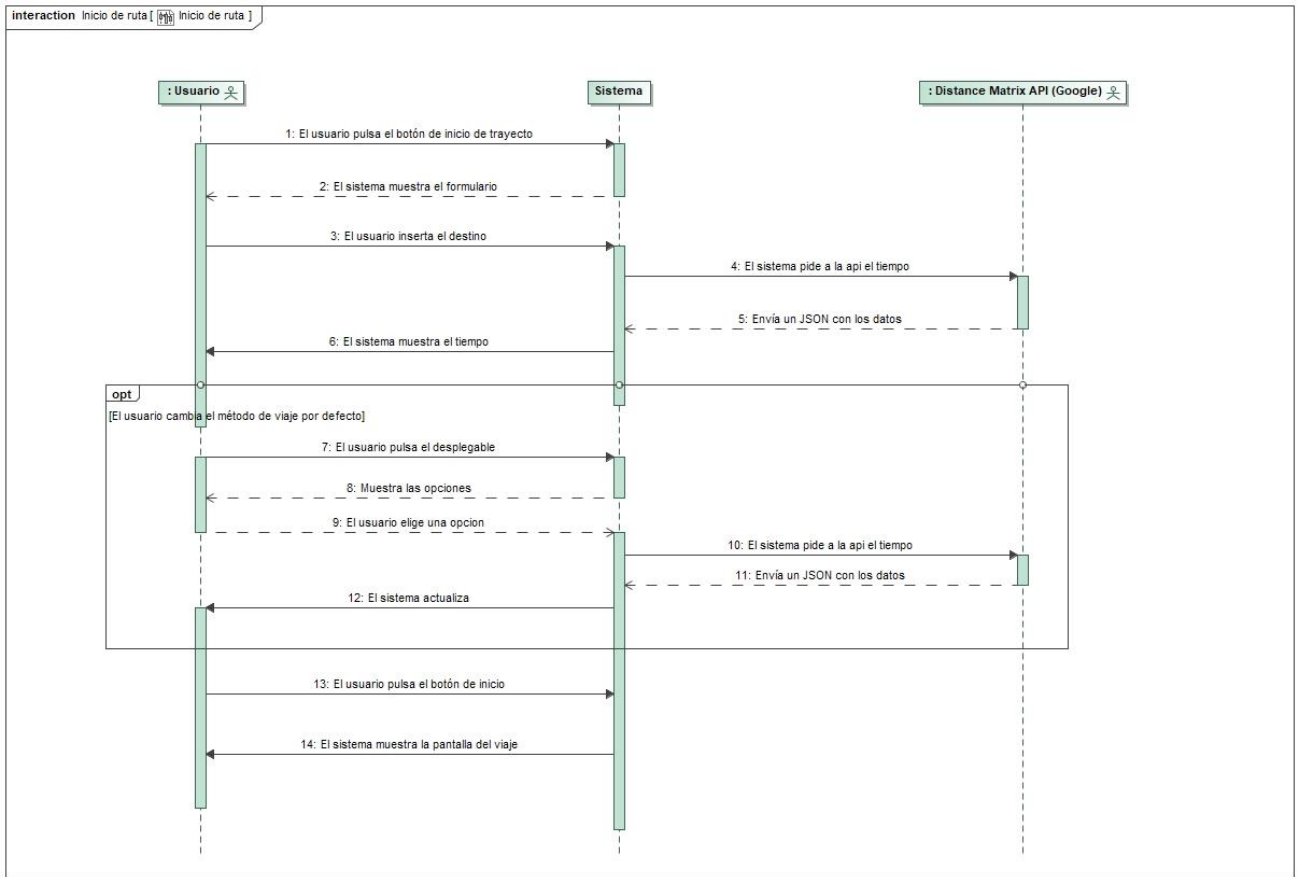 interaction Inicio de ruta [ Inicio de ruta ]
: Usuario
Sistema
: Distance Matrix API (Google)
1: El usuario pulsa el botón de inicio de trayecto
2: El sistema muestra el formulario
3: El usuario inserta el destino
4: El sistema pide a la api el tiempo
5: Envía un JSON con los datos
6: El sistema muestra el tiempo
opt
[El usuario cambia el método de viaje por defecto]
7: El usuario pulsa el desplegable
8: Muestra las opciones
9: El usuario elige una opcion
10: El sistema pide a la api el tiempo
11: Envía un JSON con los datos
12: El sistema actualiza
13: El usuario pulsa el botón de inicio
14: El sistema muestra la pantalla del viaje